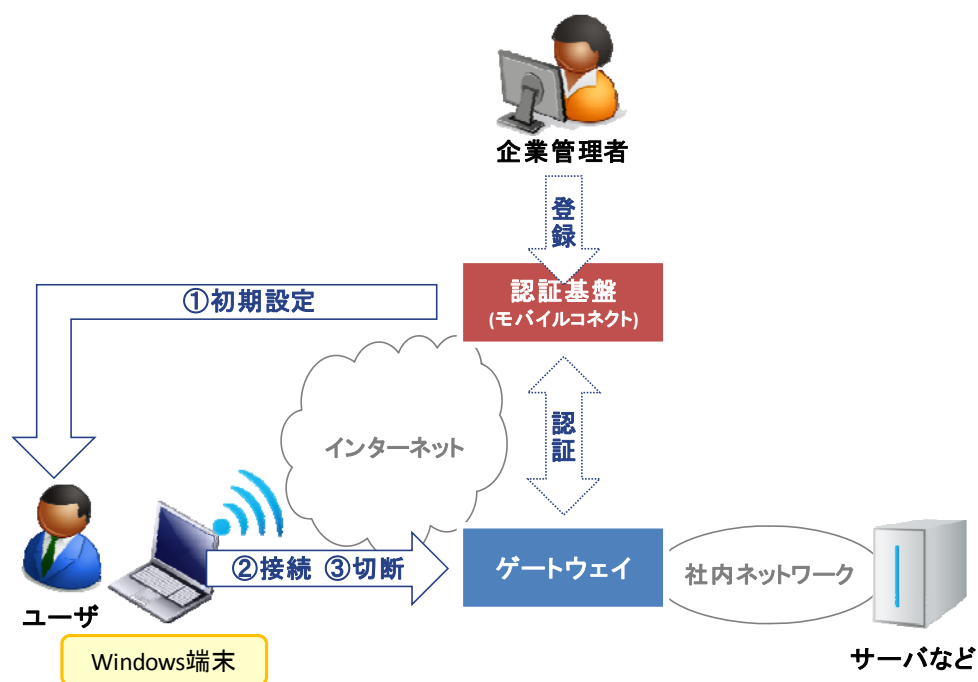 企業管理者
登録
認証基盤
(モバイルコネクト)
①初期設定
インターネット
認証
②接続 ③切断
ゲートウェイ
社内ネットワーク
ユーザ
Windows端末
サーバなど